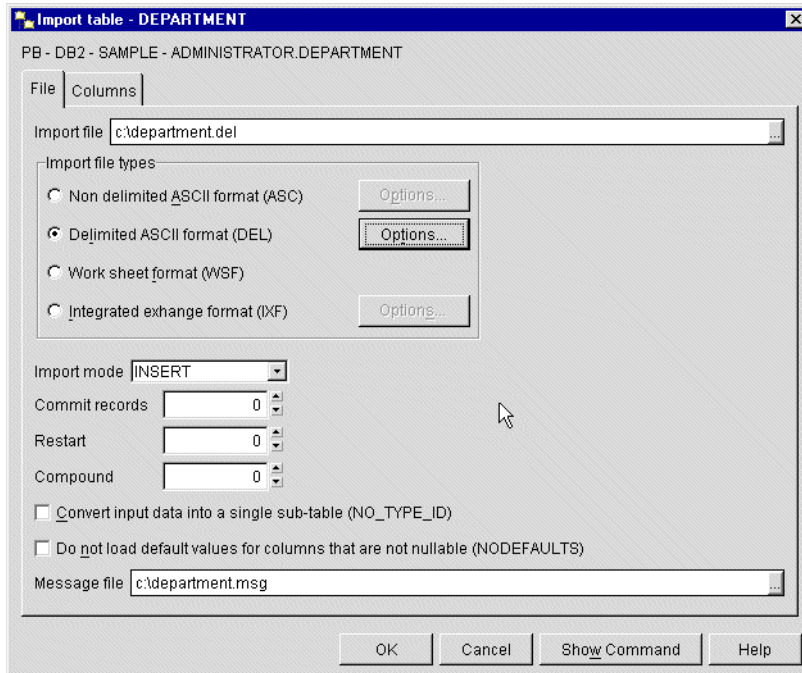 Import table - DEPARTMENT
PB - DB2 - SAMPLE - ADMINISTRATOR.DEPARTMENT
File Columns
Import file c:\department.del ...
Import file types
Non delimited ASCII format (ASC) Options...
Delimited ASCII format (DEL) Options...
Work sheet format (WSF)
Integrated exhange format (IXF) Options...
Import mode INSERT
Commit records 0
Restart 0
Compound 0
Convert input data into a single sub-table (NO_TYPE_ID)
Do not load default values for columns that are not nullable (NODEFAULTS)
Message file c:\department.msg ...
OK Cancel Show Command Help